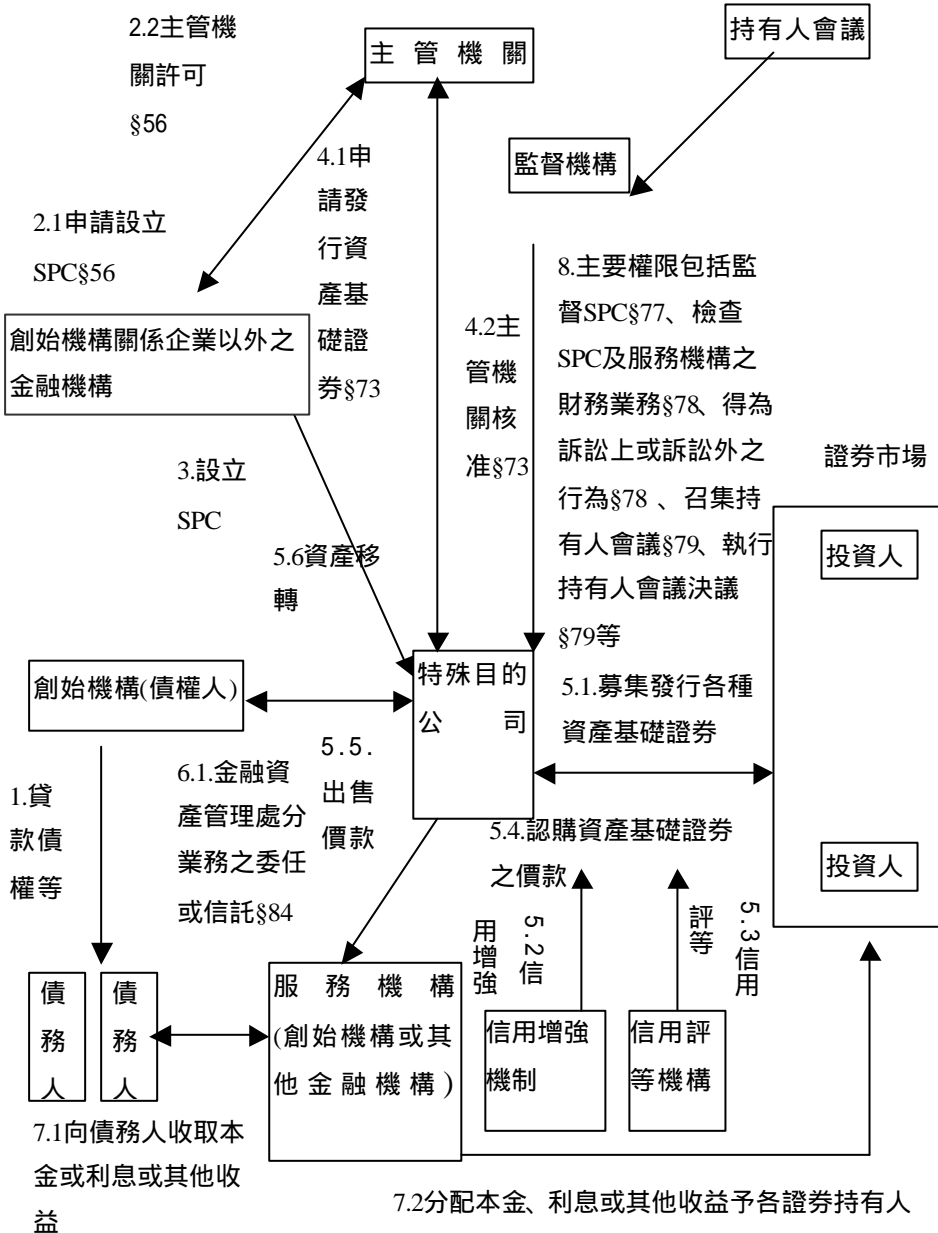 2.2主管機
關許可
§56
主管機關
持有人會議
監督機構
4.1申
請發
行資
產基
礎證
券§73
2.1申請設立
SPC§56
創始機構關係企業以外之
金融機構
4.2主
管機
關核
准§73
8.主要權限包括監
督SPC§77、檢查
SPC及服務機構之
財務業務§78、得為
訴訟上或訴訟外之
行為§78 、召集持
有人會議§79、執行
持有人會議決議
§79等
證券市場
投資人
投資人
3.設立
SPC
5.6資產移
轉
特殊目的
公司
創始機構(債權人)
5.1.募集發行各種
資產基礎證券
5.5.
出售
價款
6.1.金融資
產管理處分
業務之委任
或信託§84
1.貸
款債
權等
5.4.認購資產基礎證券
之價款
5.2信
用增強
5.3信用
評等
債務人
債務人
服務機構
(創始機構或其
他金融機構)
信用增強
機制
信用評
等機構
7.1向債務人收取本
金或利息或其他收
益
7.2分配本金、利息或其他收益予各證券持有人